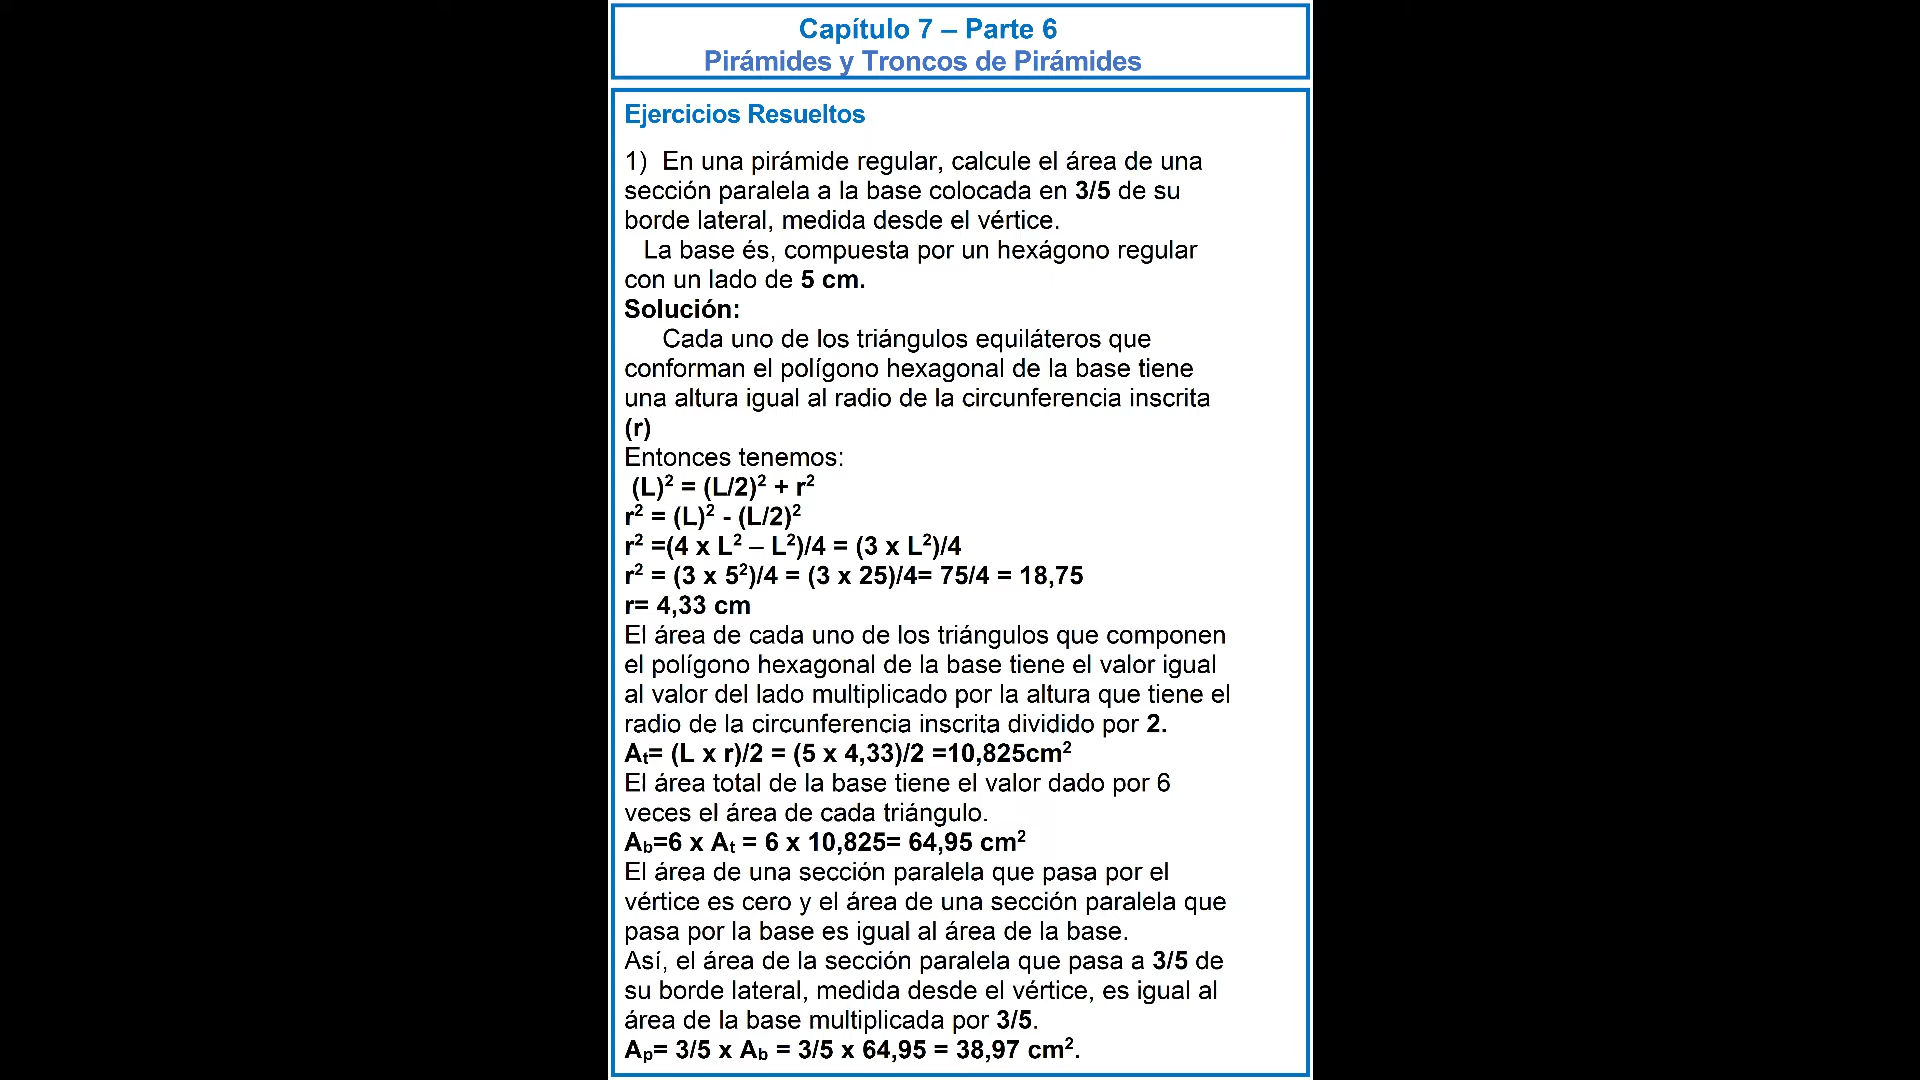 Capítulo 7 – Parte 6
Pirámides y Troncos de Pirámides
Ejercicios Resueltos
1) En una pirámide regular, calcule el área de una
sección paralela a la base colocada en 3/5 de su
borde lateral, medida desde el vértice.
La base és, compuesta por un hexágono regular
con un lado de 5 cm.
Solución:
Cada uno de los triángulos equiláteros que
conforman el polígono hexagonal de la base tiene
una altura igual al radio de la circunferencia inscrita
(r)
Entonces tenemos:
(L)² = (L/2)² + r²
r² = (L)² - (L/2)²
r² =(4 x L² – L²)/4 = (3 x L²)/4
r² = (3 x 5²)/4 = (3 x 25)/4= 75/4 = 18,75
r= 4,33 cm
El área de cada uno de los triángulos que componen
el polígono hexagonal de la base tiene el valor igual
al valor del lado multiplicado por la altura que tiene el
radio de la circunferencia inscrita dividido por 2.
Aₜ= (L x r)/2 = (5 x 4,33)/2 =10,825cm²
El área total de la base tiene el valor dado por 6
veces el área de cada triángulo.
A_b=6 x Aₜ = 6 x 10,825= 64,95 cm²
El área de una sección paralela que pasa por el
vértice es cero y el área de una sección paralela que
pasa por la base es igual al área de la base.
Así, el área de la sección paralela que pasa a 3/5 de
su borde lateral, medida desde el vértice, es igual al
área de la base multiplicada por 3/5.
Aₚ= 3/5 x A_b = 3/5 x 64,95 = 38,97 cm².